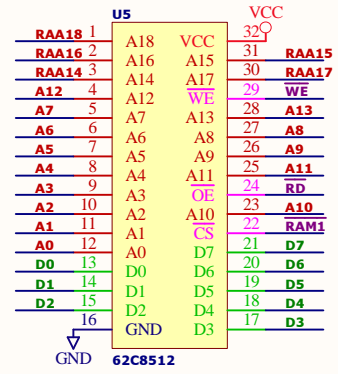 U5
VCC
RAA18 1 A18 VCC 32
RAA16 2 A16 A15 31 RAA15
RAA14 3 A14 A17 30 RAA17
A12 4 A12 WE 29 WE
A7 5 A7 A13 28 A13
A6 6 A6 A8 27 A8
A5 7 A5 A9 26 A9
A4 8 A4 A11 25 A11
A3 9 A3 OE 24 RD
A2 10 A2 A10 23 A10
A1 11 A1 CS 22 RAM1
A0 12 A0 D7 21 D7
D0 13 D0 D6 20 D6
D1 14 D1 D5 19 D5
D2 15 D2 D4 18 D4
16 GND D3 17 D3
GND
62C8512